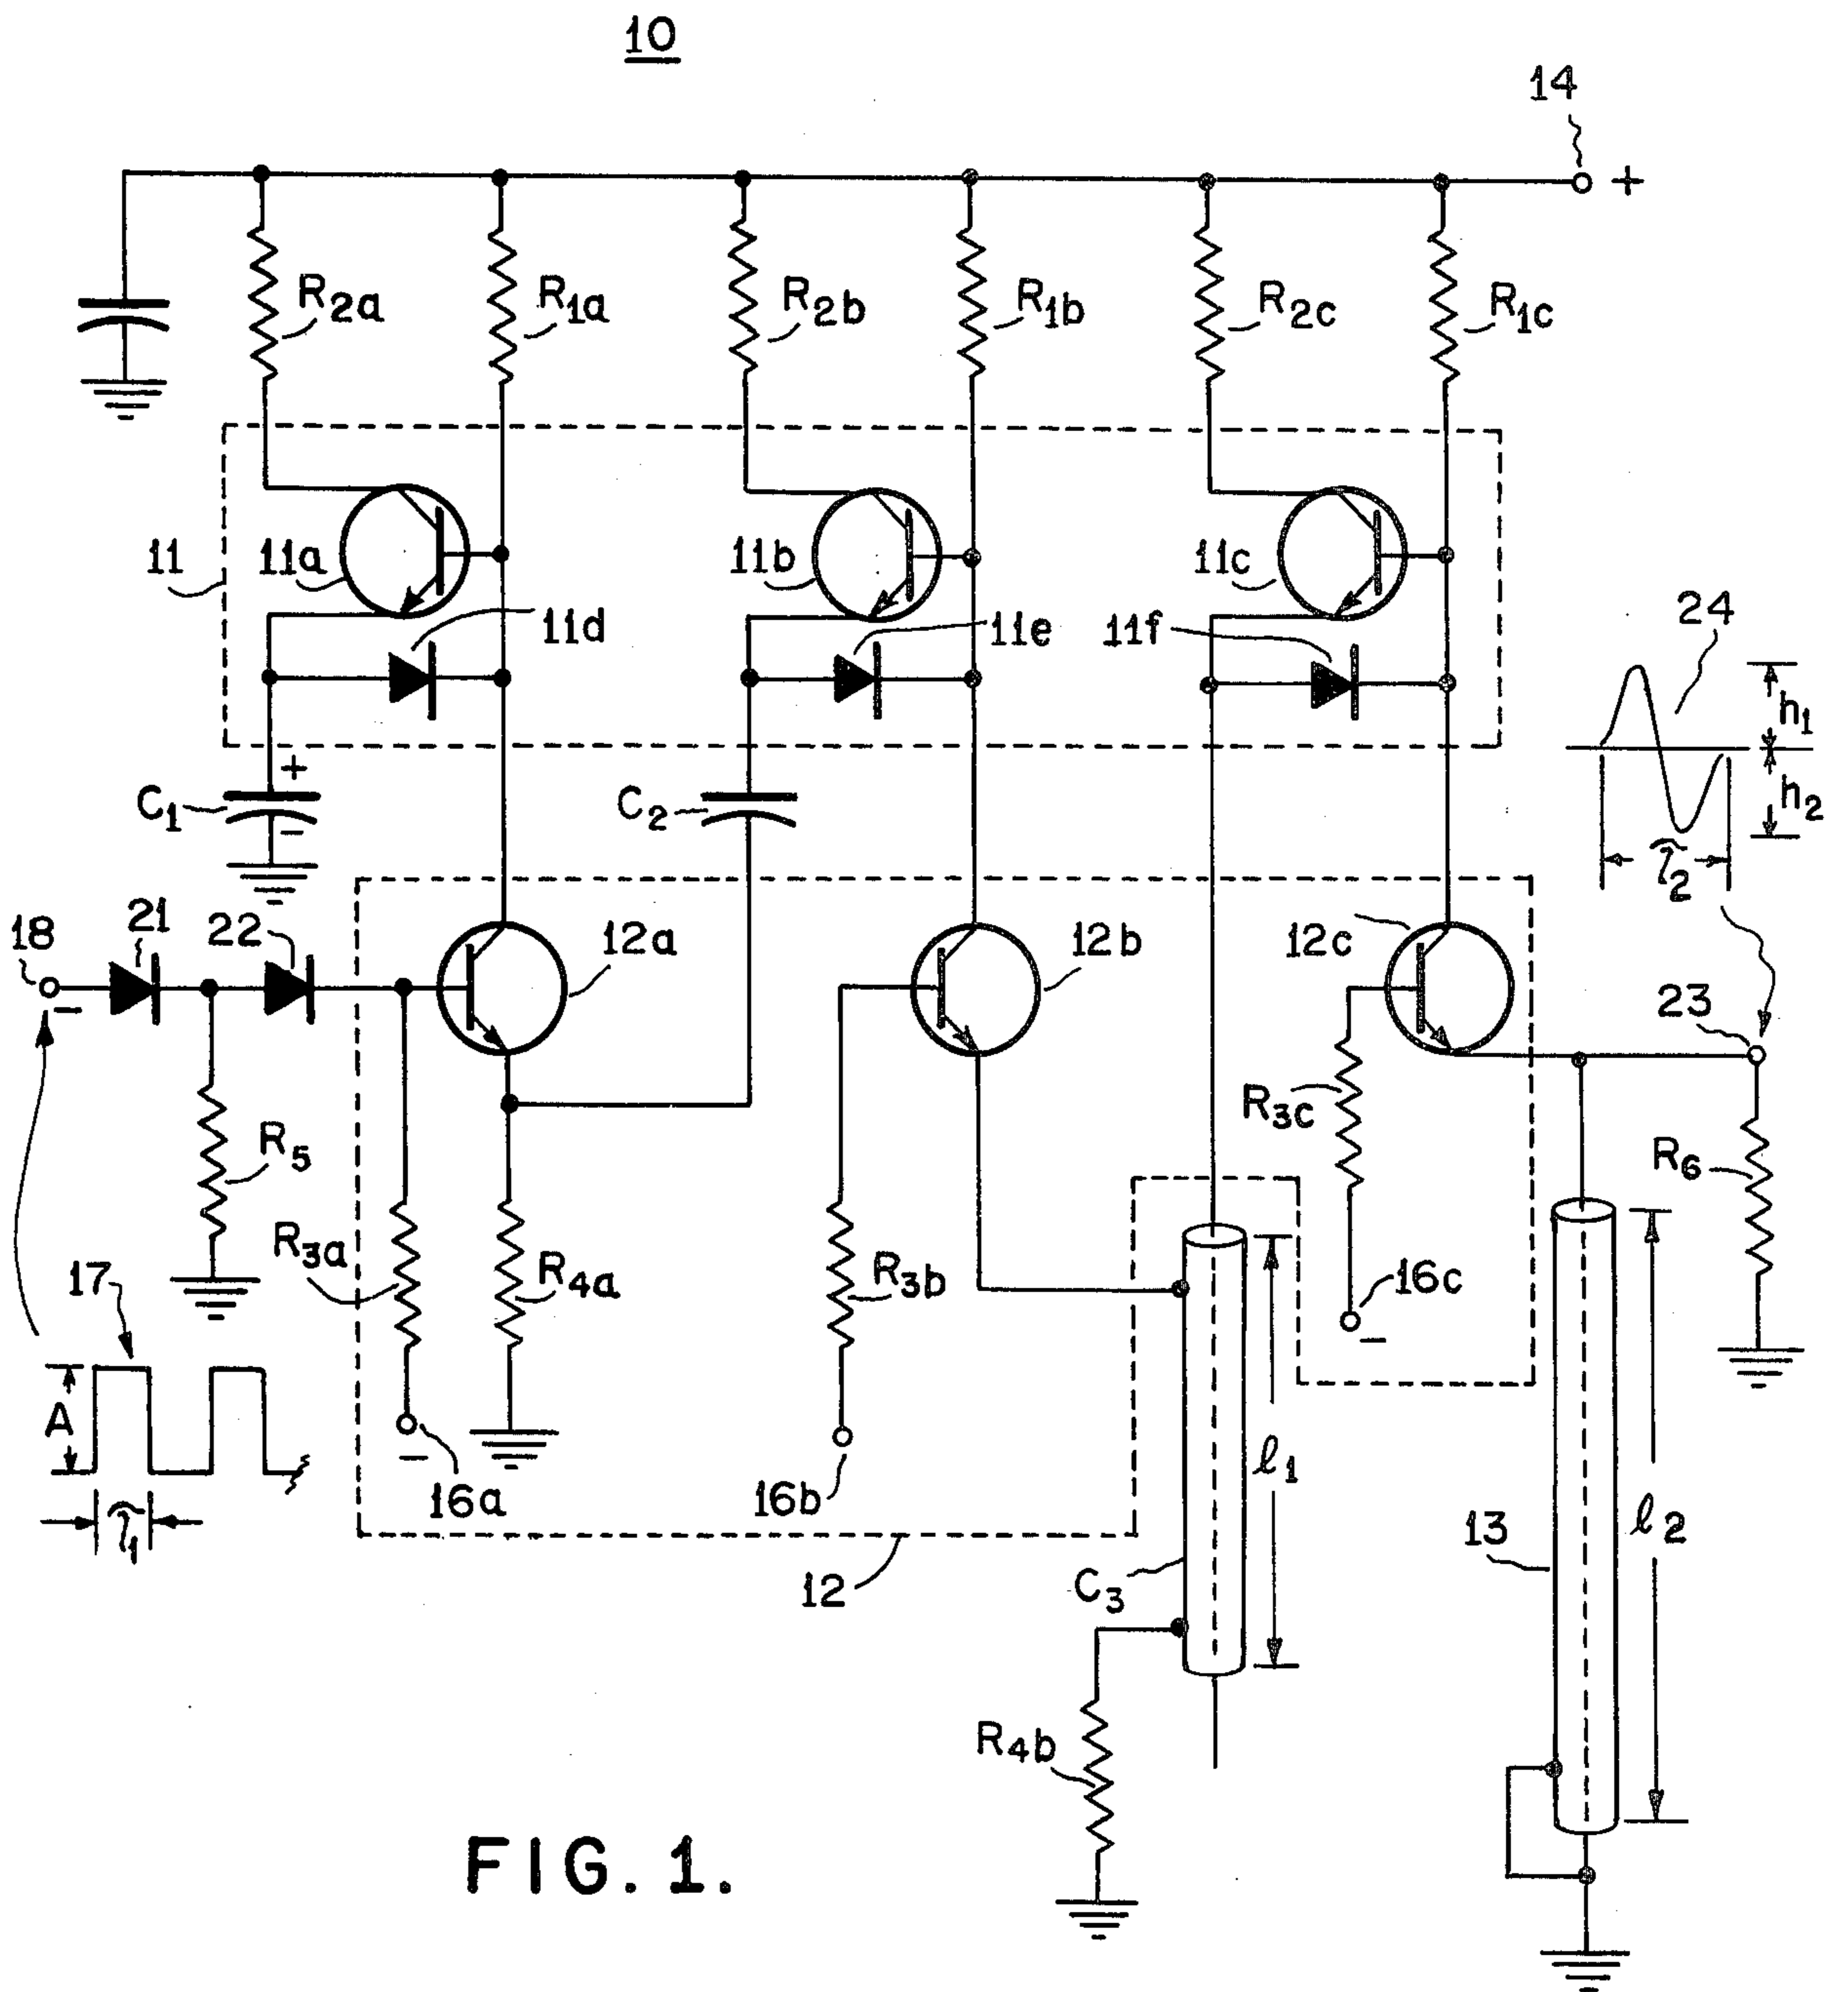 10
14
+
R2a
R1a
R2b
R1b
R2c
R1c
11
11a
11b
11c
11d
11e
11f
24
h1
h2
τ2
C1
+
−
C2
18
−
21
22
12a
12b
12c
23
R5
R3a
R4a
R3b
R3c
R6
16c
−
17
A
τ1
−
16a
16b
12
C3
ℓ1
13
ℓ2
R4b
FIG. 1.